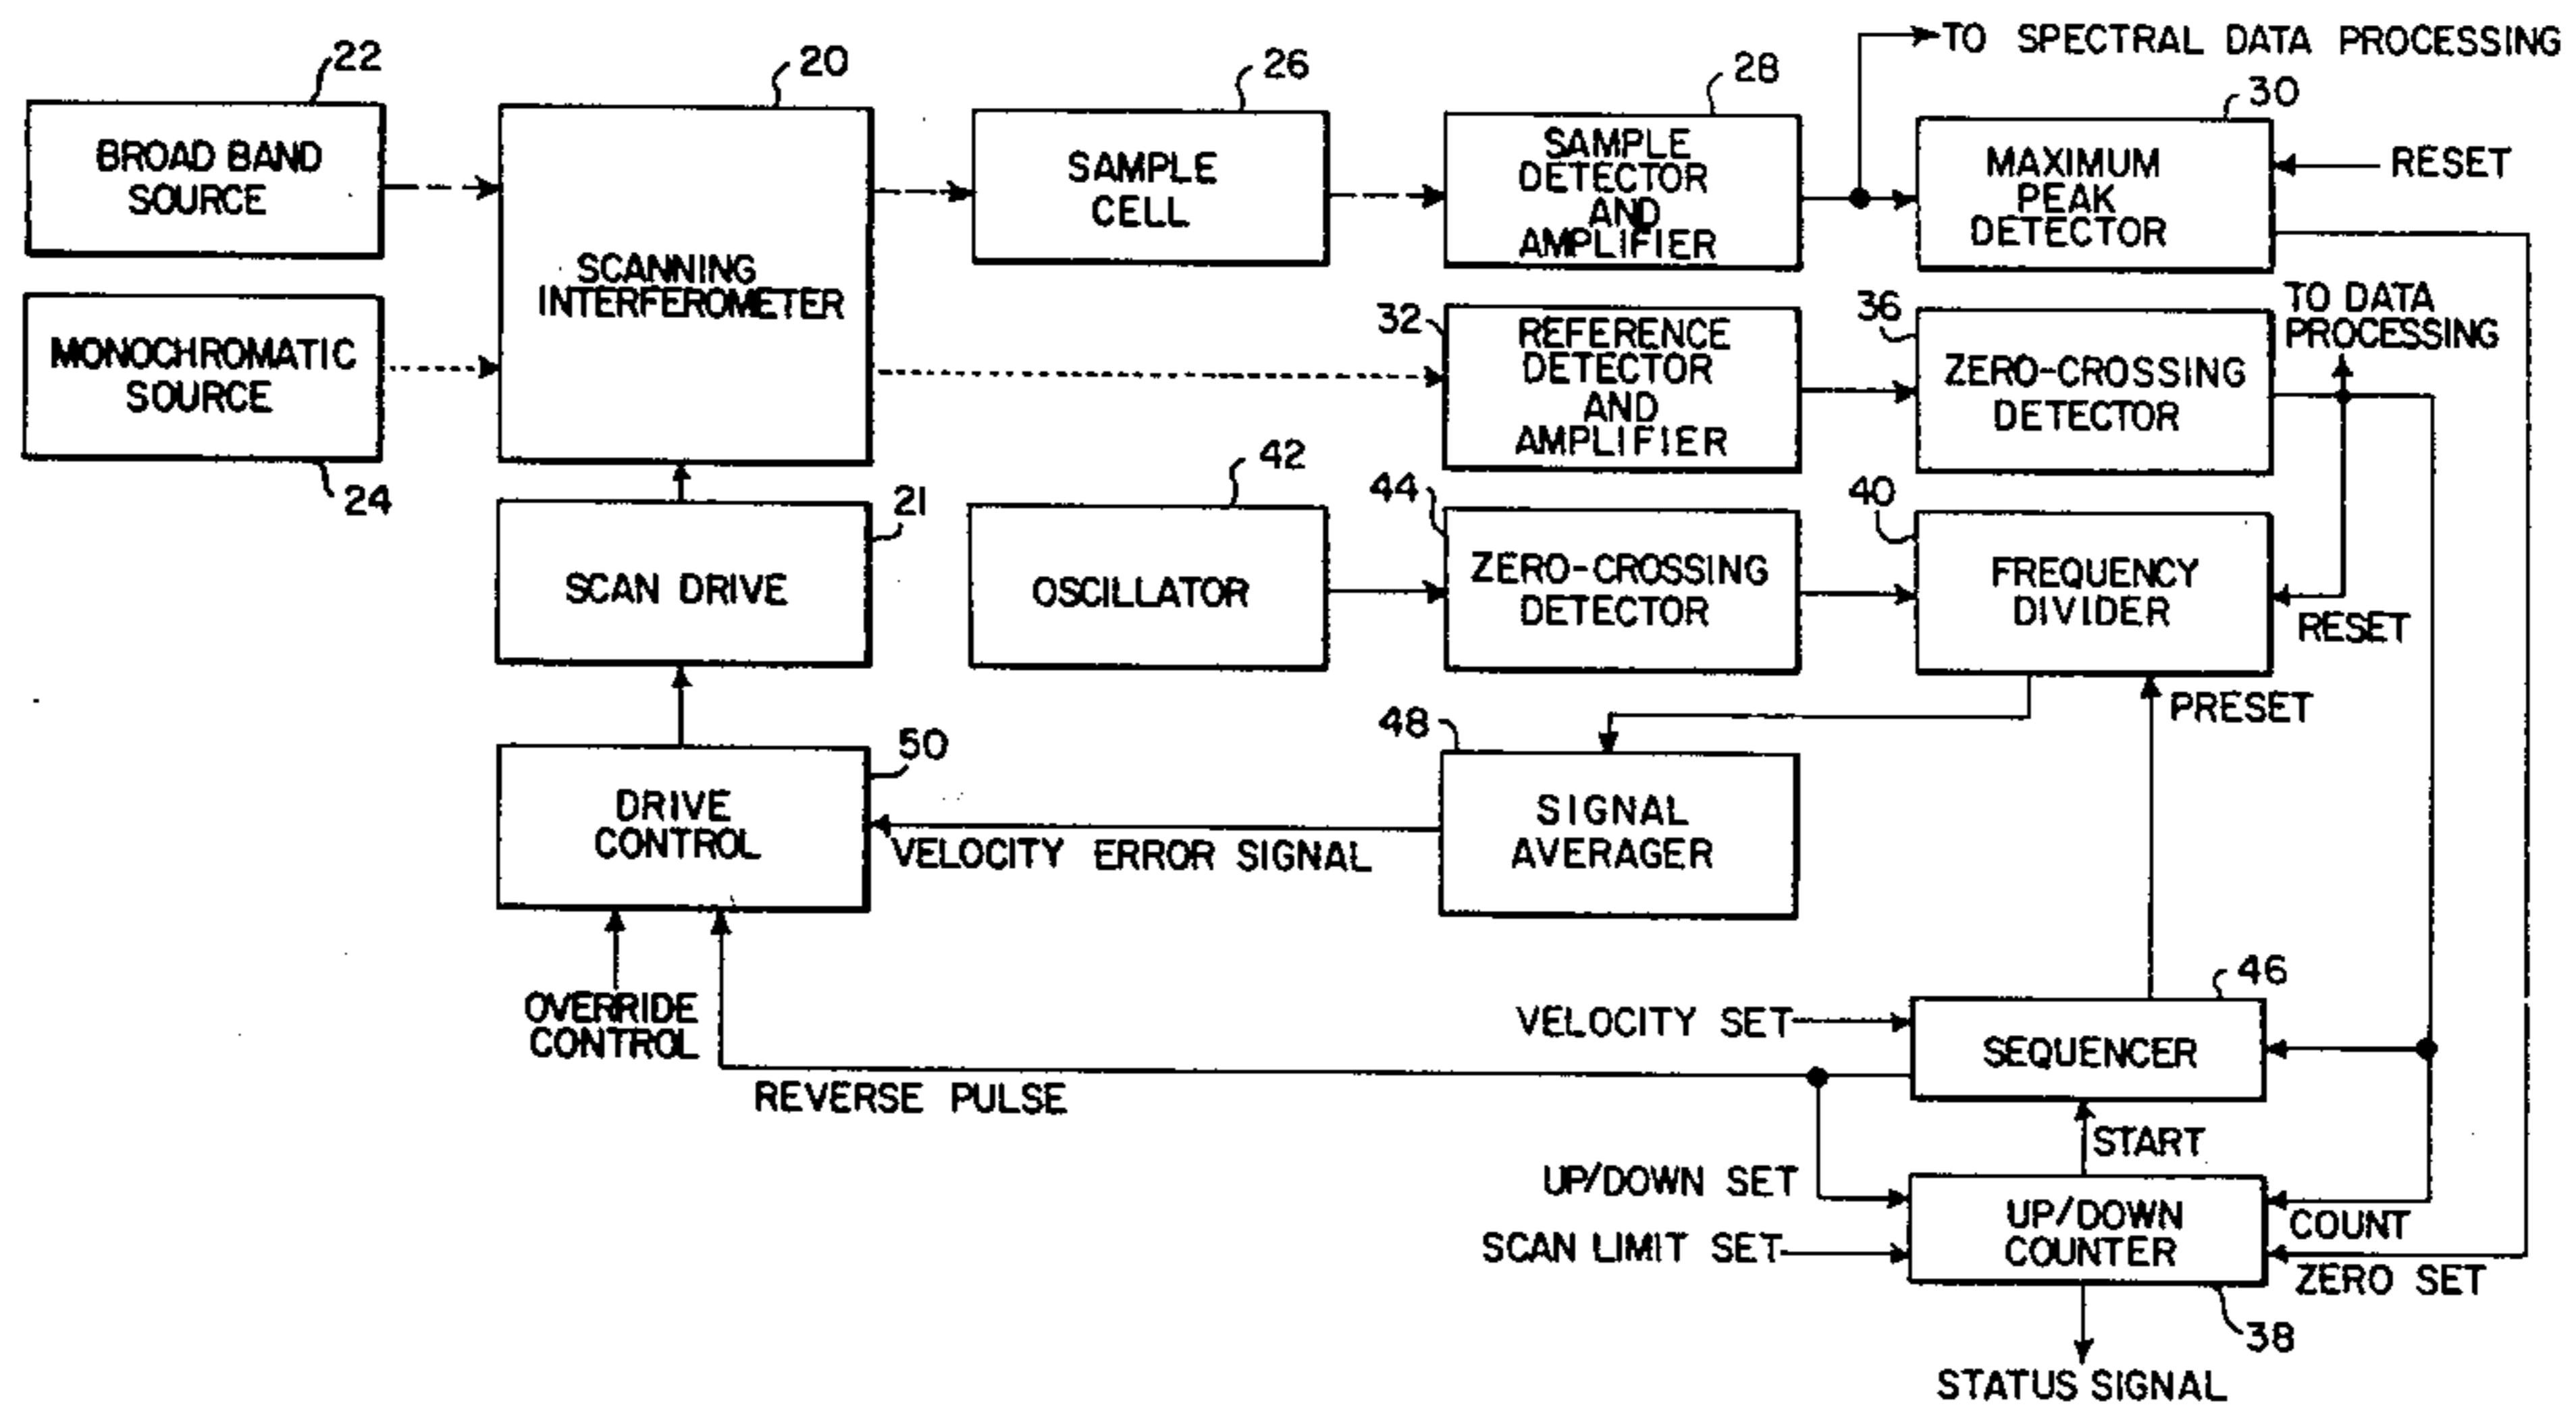 22
20
26
28
TO SPECTRAL DATA PROCESSING
30
BROAD BAND
SOURCE
SCANNING
INTERFEROMETER
SAMPLE
CELL
SAMPLE
DETECTOR
AND
AMPLIFIER
MAXIMUM
PEAK
DETECTOR
RESET
MONOCHROMATIC
SOURCE
24
32
REFERENCE
DETECTOR
AND
AMPLIFIER
36
ZERO-CROSSING
DETECTOR
TO DATA
PROCESSING
21
SCAN DRIVE
42
OSCILLATOR
44
ZERO-CROSSING
DETECTOR
40
FREQUENCY
DIVIDER
RESET
PRESET
50
DRIVE
CONTROL
VELOCITY ERROR SIGNAL
48
SIGNAL
AVERAGER
OVERRIDE
CONTROL
REVERSE PULSE
VELOCITY SET
46
SEQUENCER
START
UP/DOWN SET
SCAN LIMIT SET
UP/DOWN
COUNTER
COUNT
ZERO SET
38
STATUS SIGNAL